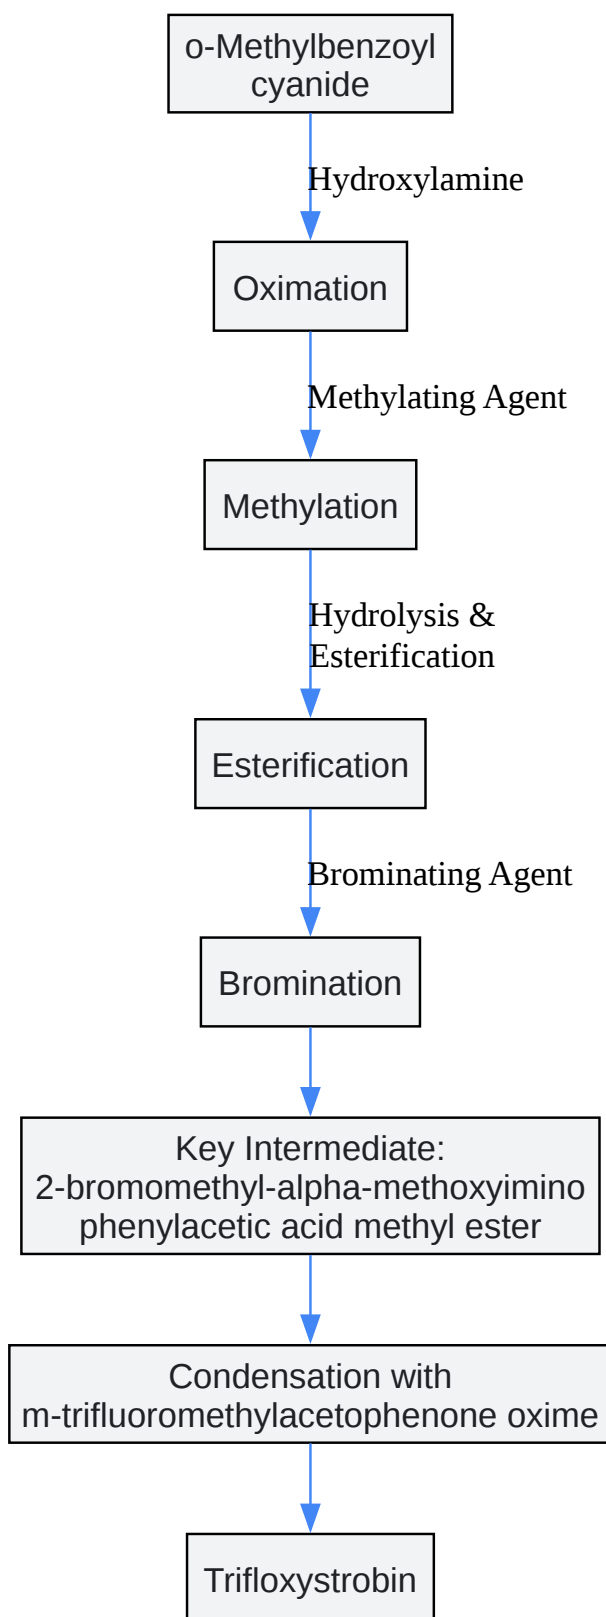 o-Methylbenzoyl
cyanide
Hydroxylamine
Oximation
Methylating Agent
Methylation
Hydrolysis &
Esterification
Esterification
Brominating Agent
Bromination
Key Intermediate:
2-bromomethyl-alpha-methoxyimino
phenylacetic acid methyl ester
Condensation with
m-trifluoromethylacetophenone oxime
Trifloxystrobin